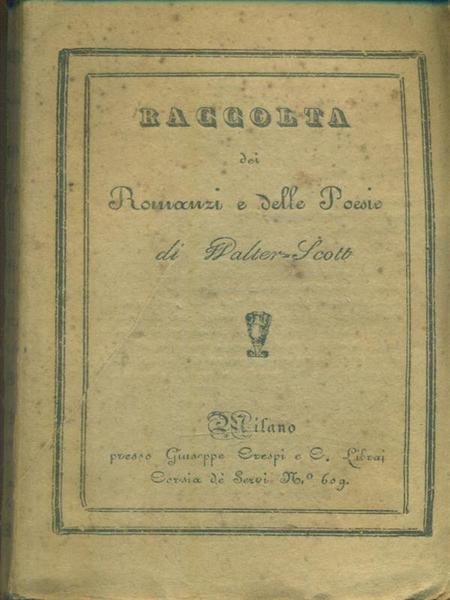 RACCOLTA
dei
Romanzi e delle Poesie
di Walter=Scott
Milano
presso Giuseppe Crespi e C. Librai
Corsia de' Servi N.º 609.